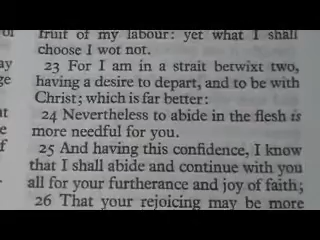 fruit of my labour: yet what I shall
choose I wot not.
23 For I am in a strait betwixt two,
having a desire to depart, and to be with
Christ; which is far better:
24 Nevertheless to abide in the flesh is
more needful for you.
25 And having this confidence, I know
that I shall abide and continue with you
all for your furtherance and joy of faith;
26 That your rejoicing may be more